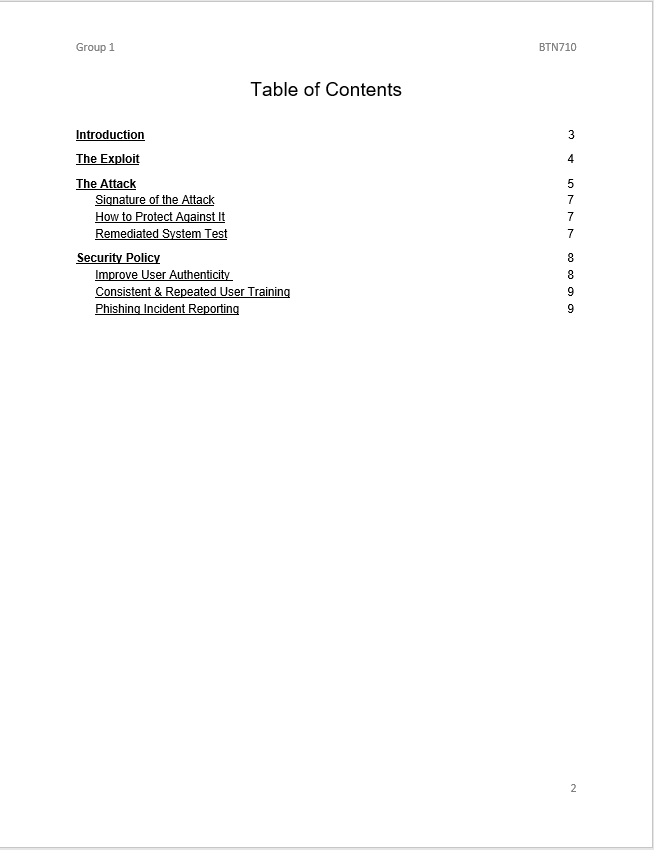 Group 1 BTN710
Table of Contents
Introduction 3
The Exploit 4
The Attack 5
Signature of the Attack 7
How to Protect Against It 7
Remediated System Test 7
Security Policy 8
Improve User Authenticity 8
Consistent & Repeated User Training 9
Phishing Incident Reporting 9
2